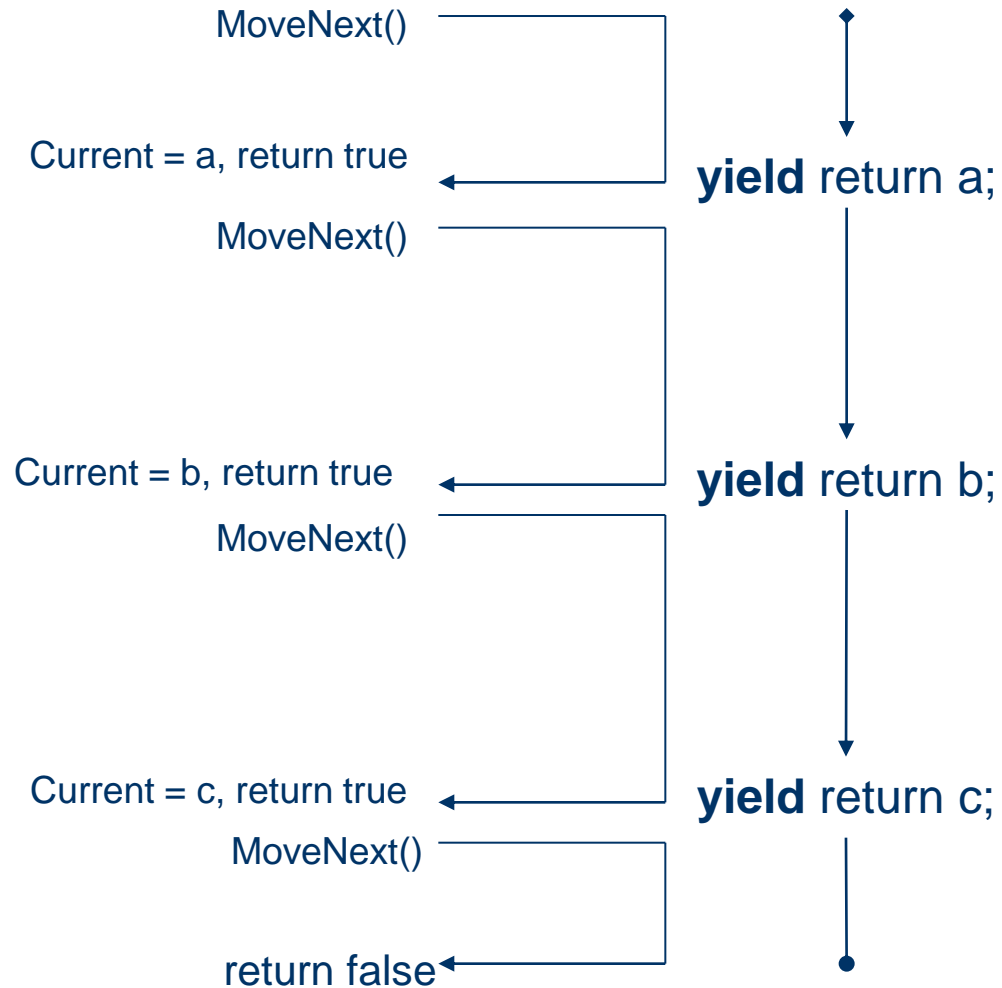 MoveNext()
Current = a, return true
yield return a;
MoveNext()
Current = b, return true
yield return b;
MoveNext()
Current = c, return true
yield return c;
MoveNext()
return false